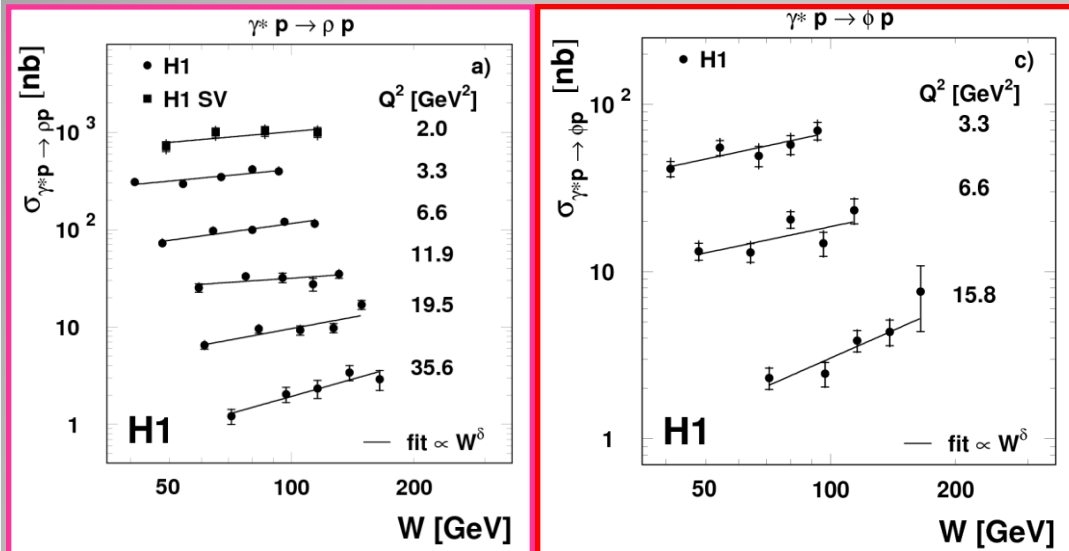 γ* p → ρ p
σγ*p → ρp [nb]
H1
H1 SV
a)
Q² [GeV²]
2.0
3.3
6.6
11.9
19.5
35.6
10³
10²
10
1
H1
fit ∝ W^δ
50 100 200
W [GeV]
γ* p → ϕ p
σγ*p → ϕp [nb]
H1
c)
Q² [GeV²]
3.3
6.6
15.8
10²
10
1
H1
fit ∝ W^δ
50 100 200
W [GeV]